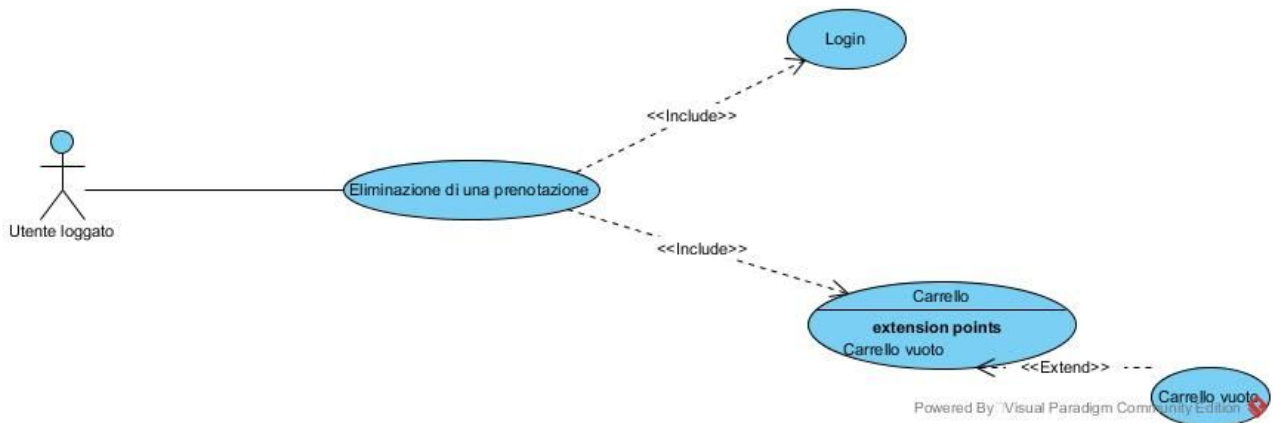 Login
<<Include>>
Eliminazione di una prenotazione
Utente loggato
<<Include>>
Carrello
extension points
Carrello vuoto
<<Extend>>
Carrello vuoto
Powered By Visual Paradigm Community Edition